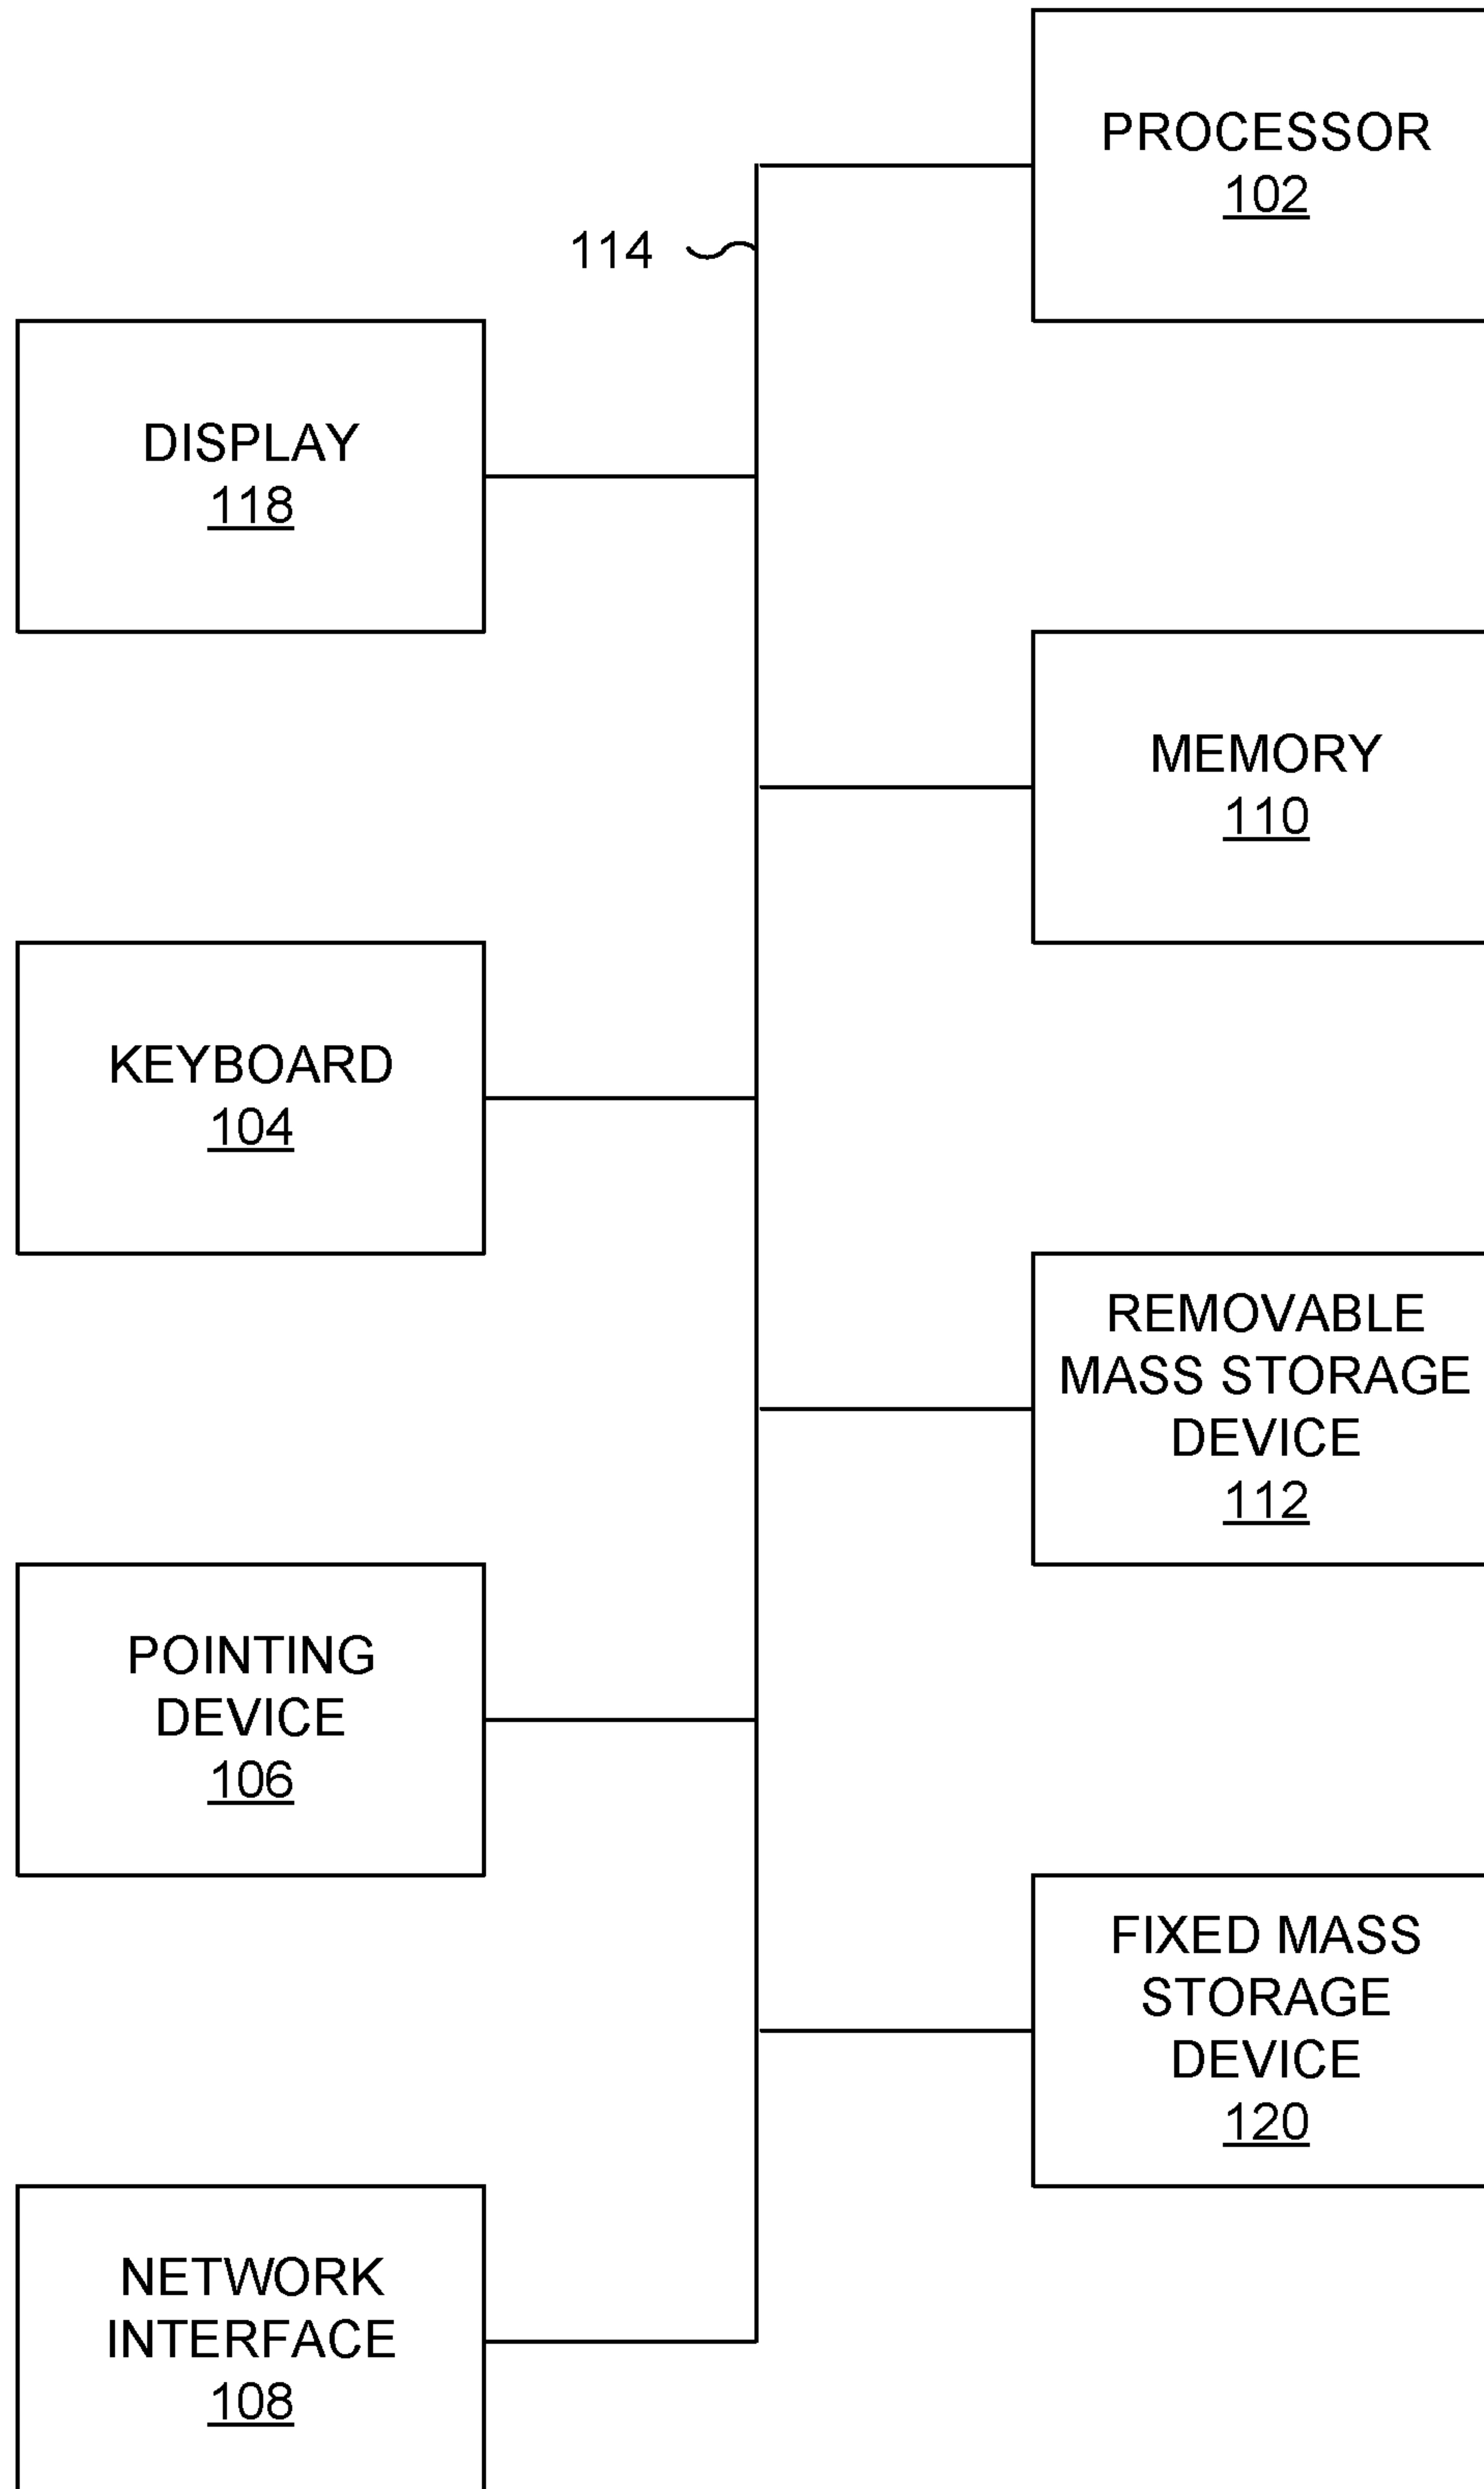 PROCESSOR
102
114
DISPLAY
118
MEMORY
110
KEYBOARD
104
REMOVABLE
MASS STORAGE
DEVICE
112
POINTING
DEVICE
106
FIXED MASS
STORAGE
DEVICE
120
NETWORK
INTERFACE
108